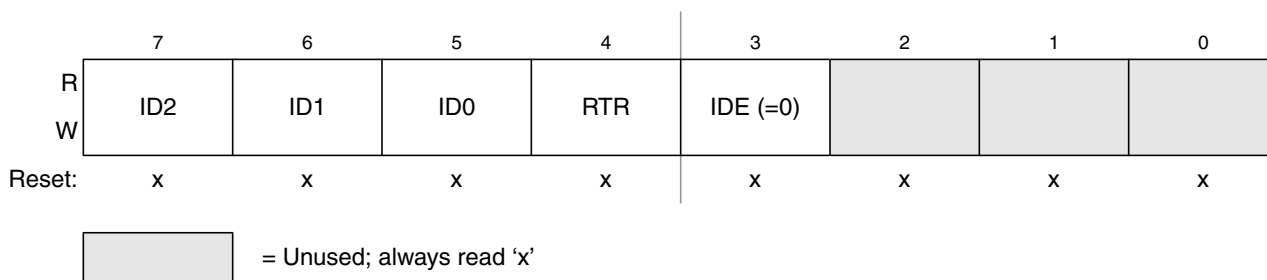 7 6 5 4 3 2 1 0
R
ID2 ID1 ID0 RTR IDE (=0)
W
Reset: x x x x x x x x
= Unused; always read ‘x’